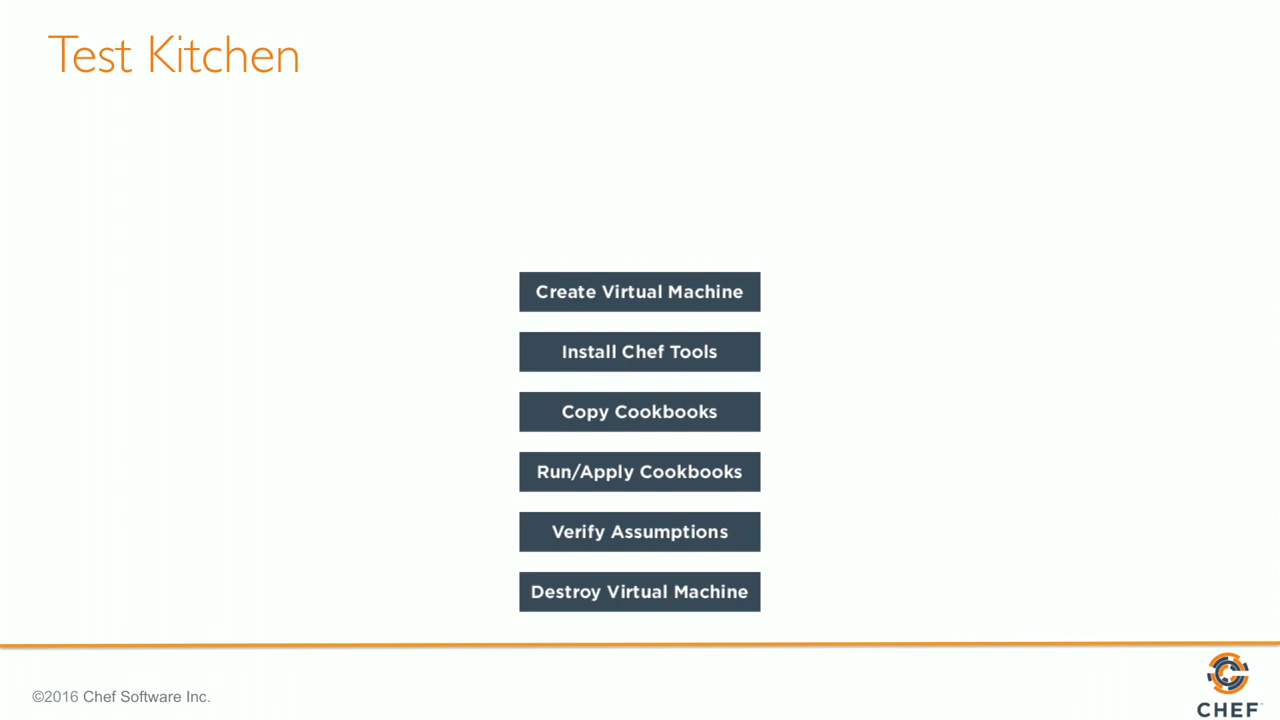 Test Kitchen
Create Virtual Machine
Install Chef Tools
Copy Cookbooks
Run/Apply Cookbooks
Verify Assumptions
Destroy Virtual Machine
©2016 Chef Software Inc.
CHEF